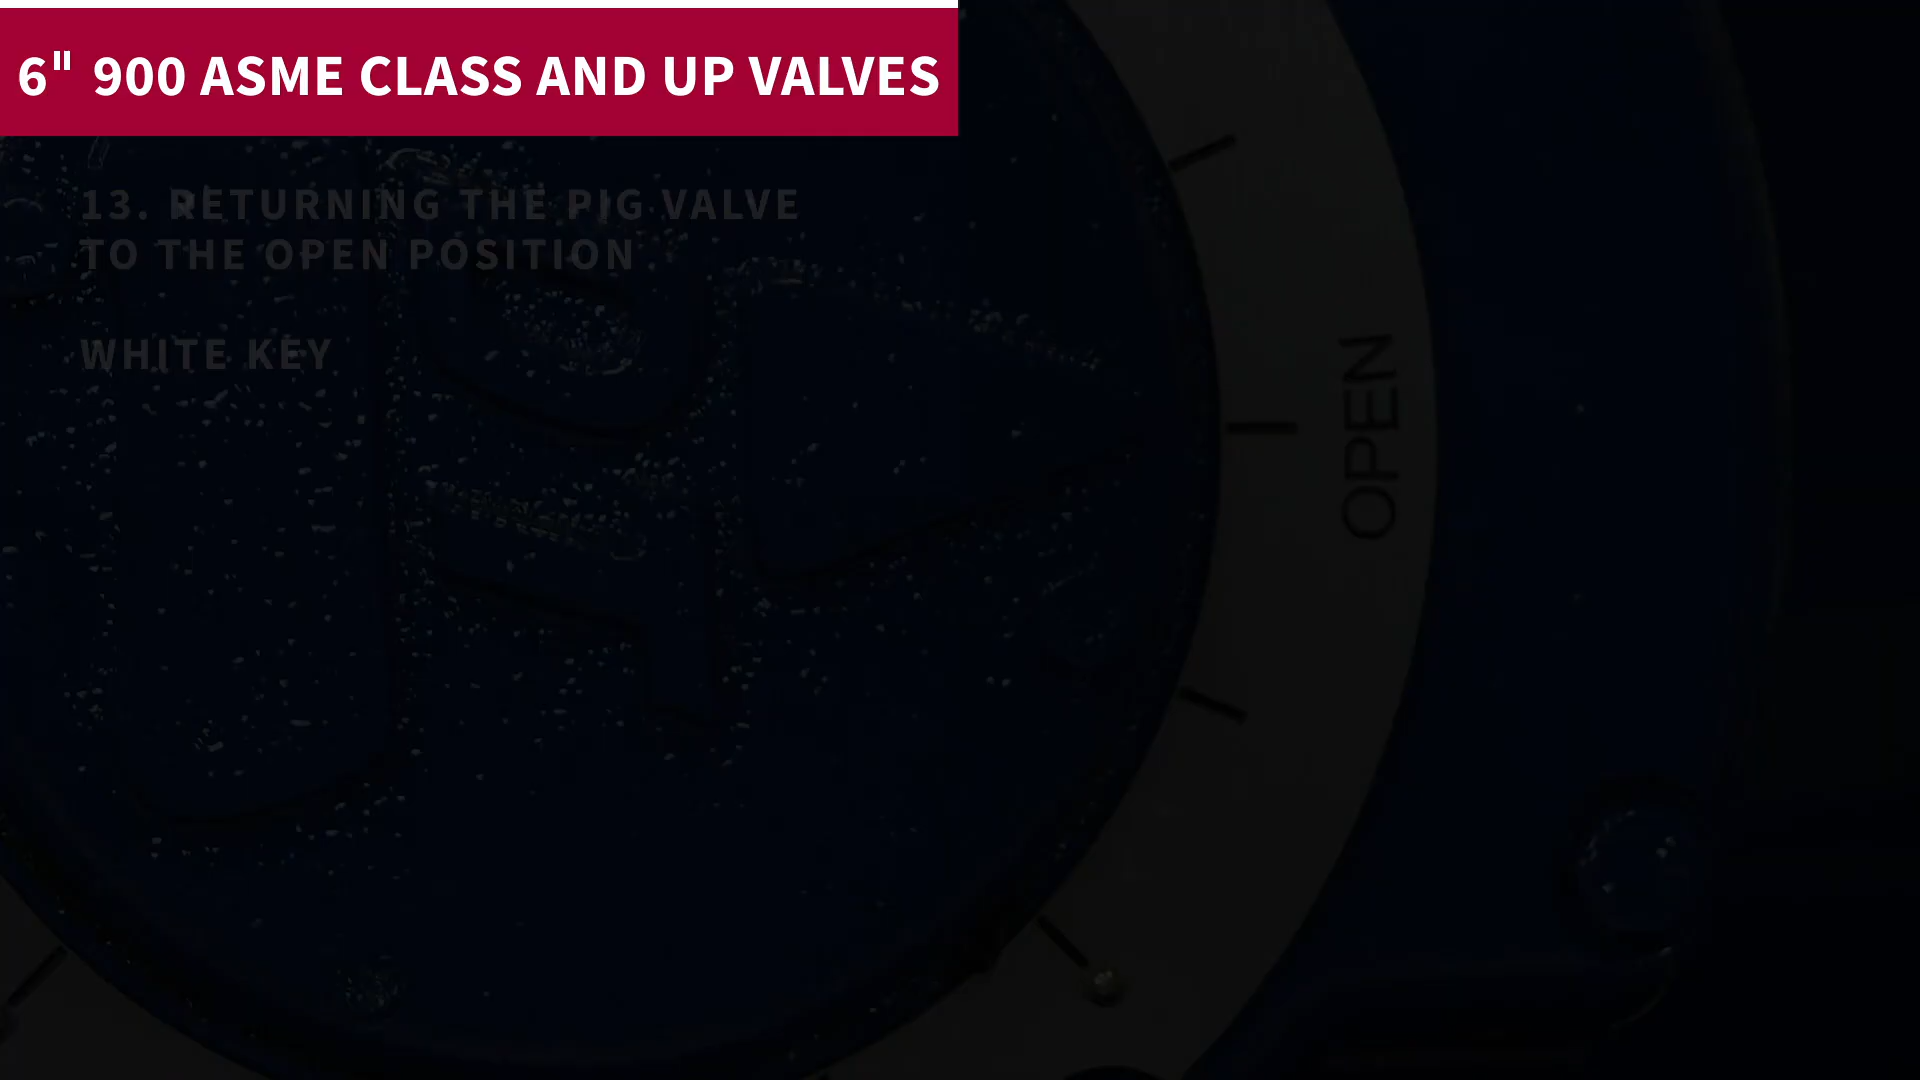 6" 900 ASME CLASS AND UP VALVES
13. RETURNING THE PIG VALVE
TO THE OPEN POSITION
WHITE KEY
OPEN